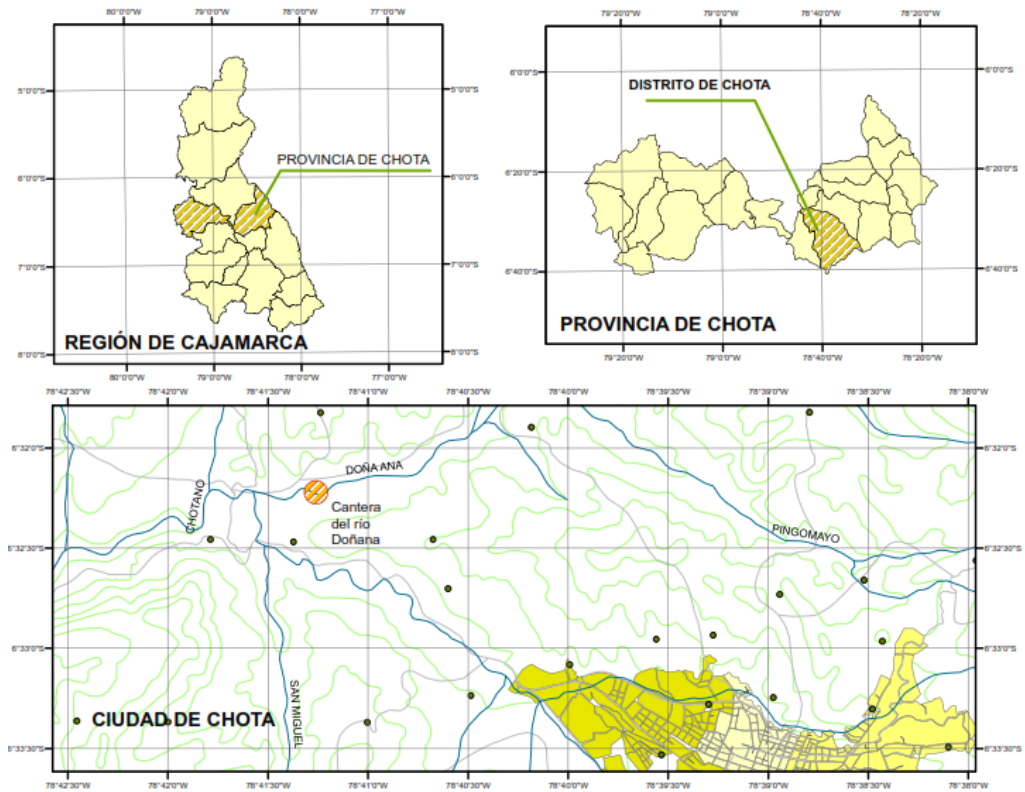 80°0'0"W 79°0'0"W 78°0'0"W 77°0'0"W
5°0'0"S 5°0'0"S
PROVINCIA DE CHOTA
6°0'0"S 6°0'0"S
7°0'0"S 7°0'0"S
REGIÓN DE CAJAMARCA
8°0'0"S 8°0'0"S
80°0'0"W 79°0'0"W 78°0'0"W 77°0'0"W
79°20'0"W 79°0'0"W 78°40'0"W 78°20'0"W
6°0'0"S 6°0'0"S
DISTRITO DE CHOTA
6°20'0"S 6°20'0"S
6°40'0"S 6°40'0"S
PROVINCIA DE CHOTA
79°20'0"W 79°0'0"W 78°40'0"W 78°20'0"W
78°42'30"W 78°42'0"W 78°41'30"W 78°41'0"W 78°40'30"W 78°40'0"W 78°39'30"W 78°39'0"W 78°38'30"W 78°38'0"W
6°32'0"S 6°32'0"S
DOÑA ANA
CHOTANO
Cantera
del río
Doñana
PINGOMAYO
6°32'30"S 6°32'30"S
6°33'0"S 6°33'0"S
SAN MIGUEL
CIUDAD DE CHOTA
6°33'30"S 6°33'30"S
78°42'30"W 78°42'0"W 78°41'30"W 78°41'0"W 78°40'30"W 78°40'0"W 78°39'30"W 78°39'0"W 78°38'30"W 78°38'0"W